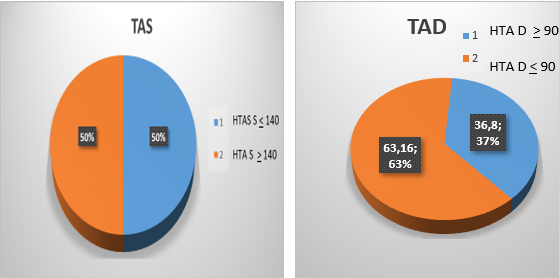 TAS
50%
50%
1 HTAS S ≤ 140
2 HTA S ≥ 140
TAD
1 HTA D ≥ 90
2
HTA D ≤ 90
36,8;
37%
63,16;
63%